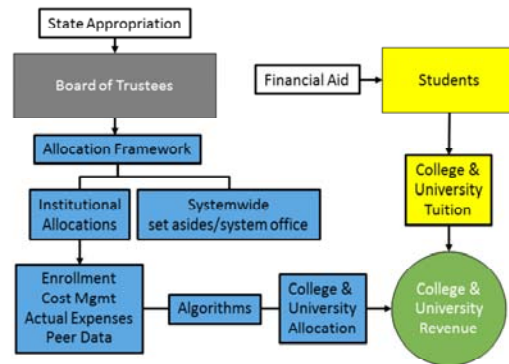 State Appropriation
Board of Trustees
Financial Aid
Students
Allocation Framework
Institutional
Allocations
Systemwide
set asides/system office
College &
University
Tuition
Enrollment
Cost Mgmt
Actual Expenses
Peer Data
Algorithms
College &
University
Allocation
College &
University
Revenue